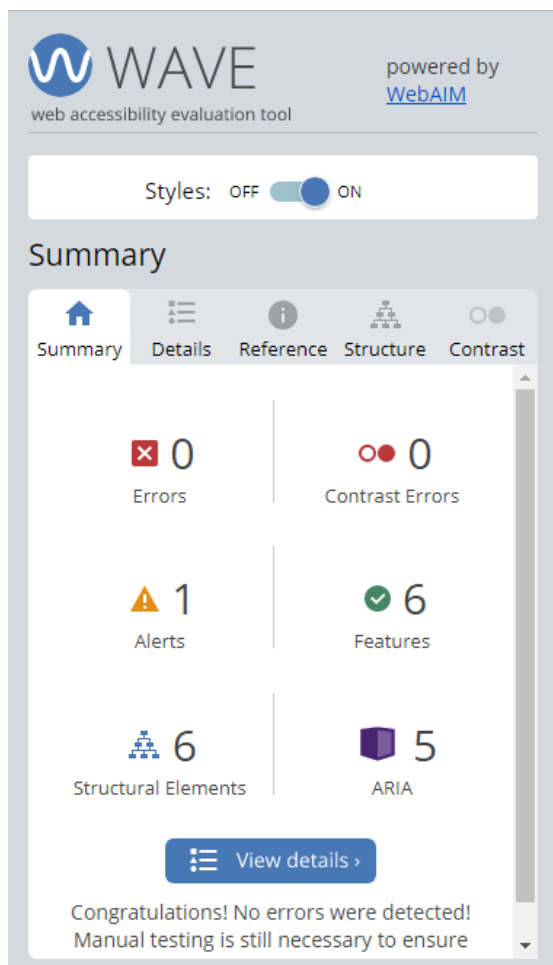 WAVE
powered by
WebAIM
web accessibility evaluation tool
Styles: OFF ON
Summary
Summary Details Reference Structure Contrast
0 0
Errors Contrast Errors
1 6
Alerts Features
6 5
Structural Elements ARIA
View details ›
Congratulations! No errors were detected!
Manual testing is still necessary to ensure